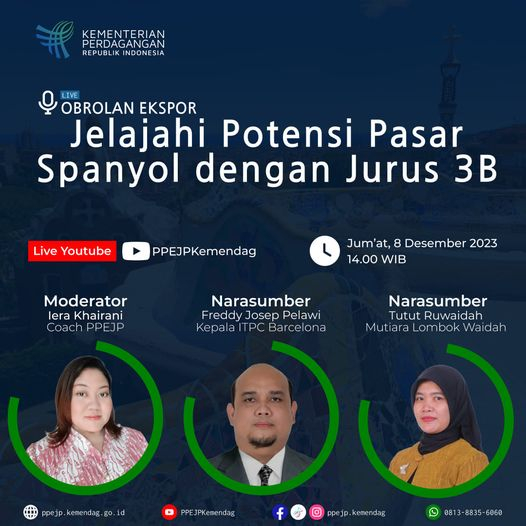 KEMENTERIAN
PERDAGANGAN
REPUBLIK INDONESIA
LIVE
OBROLAN EKSPOR
Jelajahi Potensi Pasar
Spanyol dengan Jurus 3B
Live Youtube
PPEJPKemendag
Jum'at, 8 Desember 2023
14.00 WIB
Moderator
Iera Khairani
Coach PPEJP
Narasumber
Freddy Josep Pelawi
Kepala ITPC Barcelona
Narasumber
Tutut Ruwaidah
Mutiara Lombok Waidah
ppejp.kemendag.go.id
PPEJPKemendag
ppejp.kemendag
0813-8835-6060